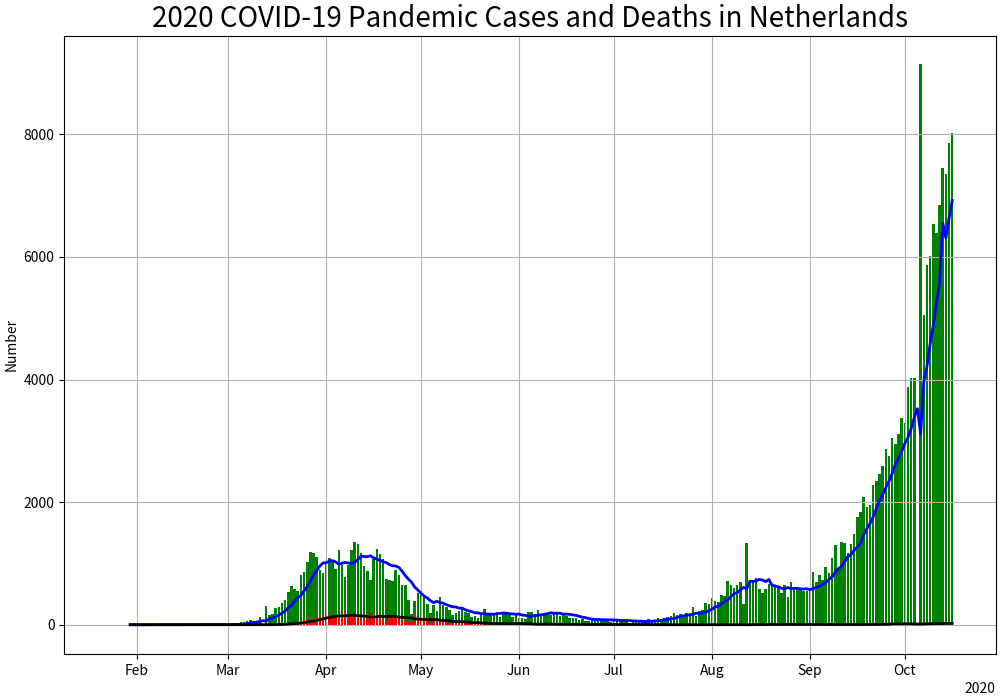 2020 COVID-19 Pandemic Cases and Deaths in Netherlands
Number
8000
6000
4000
2000
0
Feb Mar Apr May Jun Jul Aug Sep Oct
2020